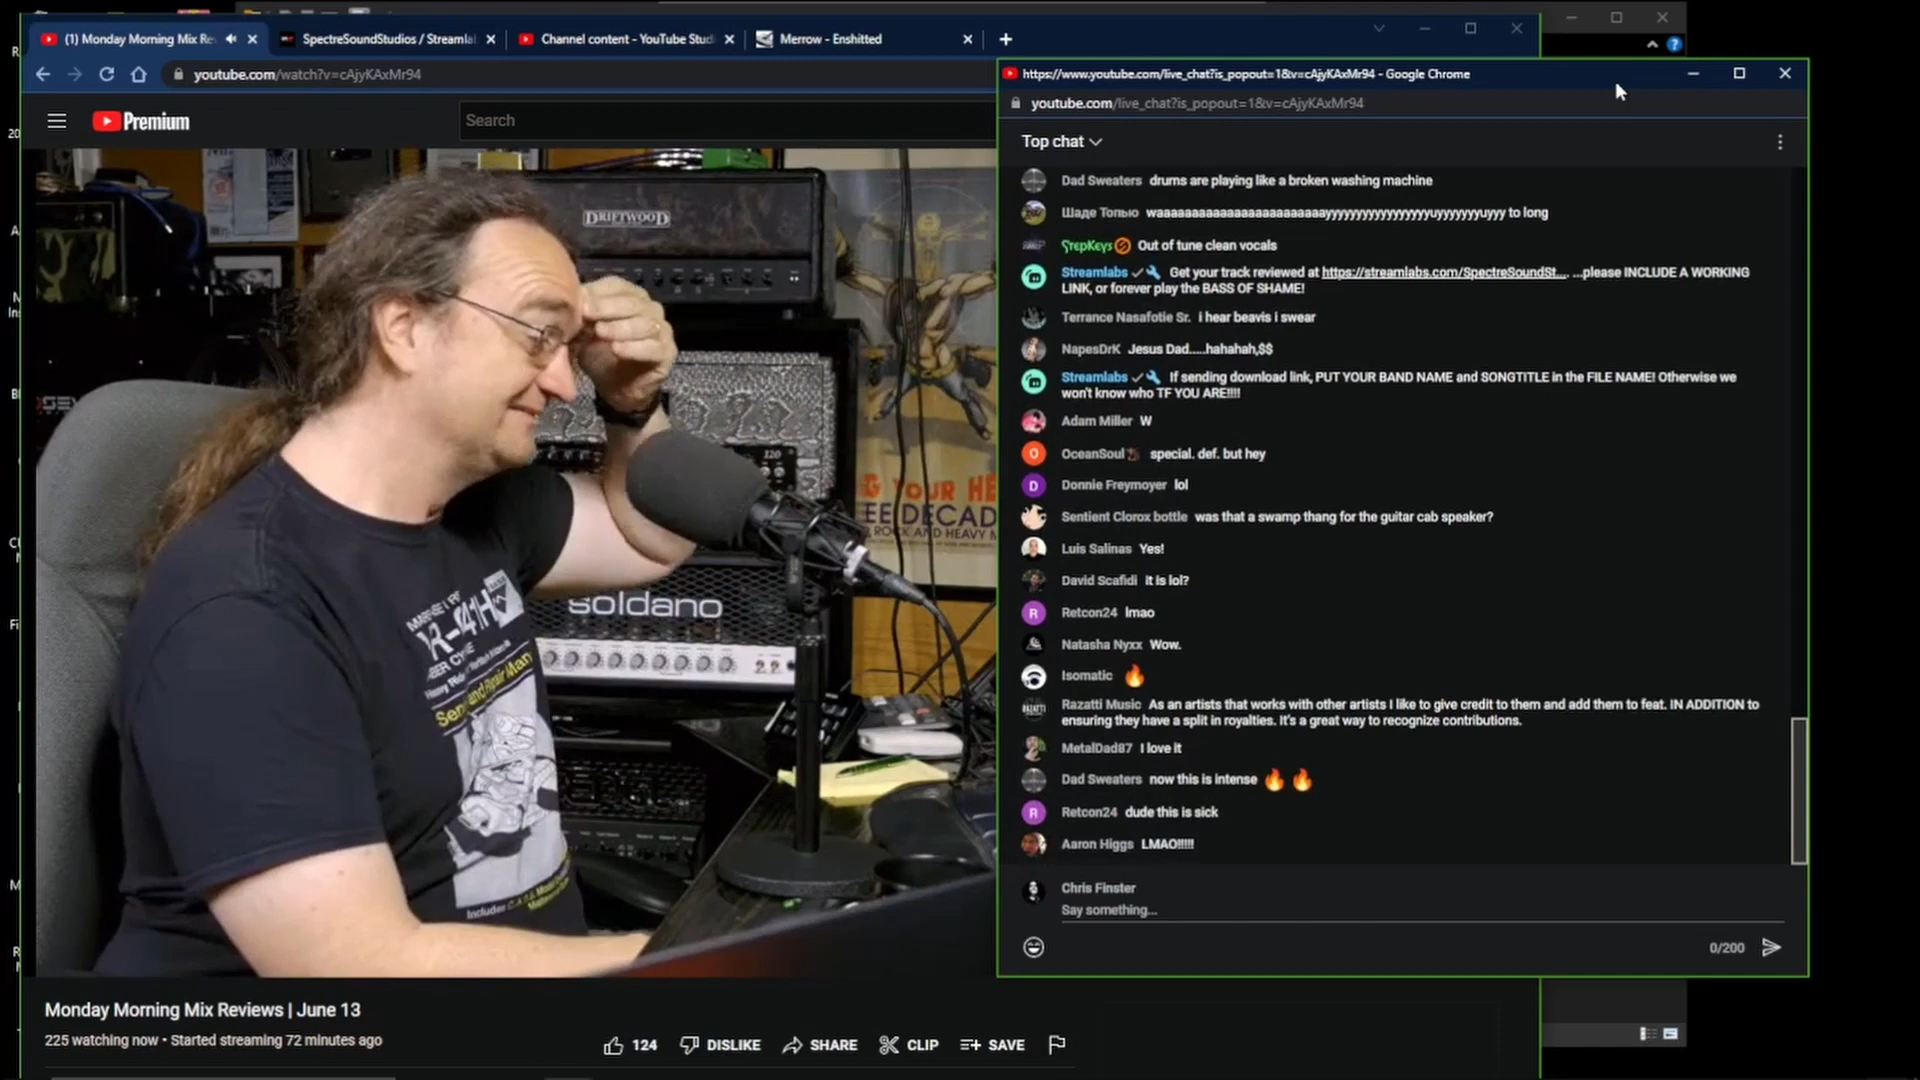 (1) Monday Morning Mix Re
SpectreSoundStudios / Streamla
Channel content - YouTube Stud
Merrow - Enshitted
youtube.com/watch?v=cAjyKAxMr94
https://www.youtube.com/live_chat?is_popout=1&v=cAjyKAxMr94 - Google Chrome
youtube.com/live_chat?is_popout=1&v=cAjyKAxMr94
Premium
Search
Top chat
Dad Sweaters drums are playing like a broken washing machine
to long
Out of tune clean vocals
Streamlabs Get your track reviewed at https://streamlabs.com/SpectreSoundSt... ...please INCLUDE A WORKING
LINK, or forever play the BASS OF SHAME!
Terrance Nasafotie Sr. i hear beavis i swear
NapesDrK Jesus Dad.....hahahah,$$
Streamlabs If sending download link, PUT YOUR BAND NAME and SONGTITLE in the FILE NAME! Otherwise we
won't know who TF YOU ARE!!!!
Adam Miller W
OceanSoul special. def. but hey
Donnie Freymoyer lol
Sentient Clorox bottle was that a swamp thang for the guitar cab speaker?
Luis Salinas Yes!
David Scafidi it is lol?
Retcon24 lmao
Natasha Nyxx Wow.
Isomatic 🔥
Razatti Music As an artists that works with other artists I like to give credit to them and add them to feat. IN ADDITION to
ensuring they have a split in royalties. It's a great way to recognize contributions.
MetalDad87 I love it
Dad Sweaters now this is intense 🔥 🔥
Retcon24 dude this is sick
Aaron Higgs LMAO!!!!!
Chris Finster
Say something...
0/200
DRIFTWOOD
120
soldano
G YOUR HE
EE DECAD
ROCK AND HEAVY M
Monday Morning Mix Reviews | June 13
225 watching now • Started streaming 72 minutes ago
124
DISLIKE
SHARE
CLIP
SAVE